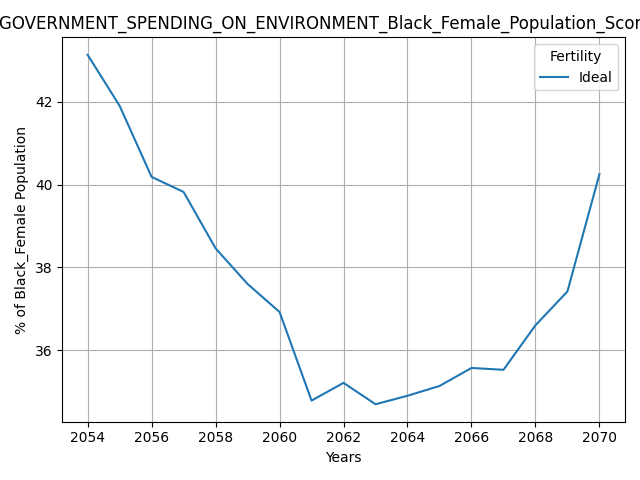 GOVERNMENT_SPENDING_ON_ENVIRONMENT_Black_Female_Population_Scor
Fertility
Ideal
% of Black_Female Population
42
40
38
36
2054 2056 2058 2060 2062 2064 2066 2068 2070
Years